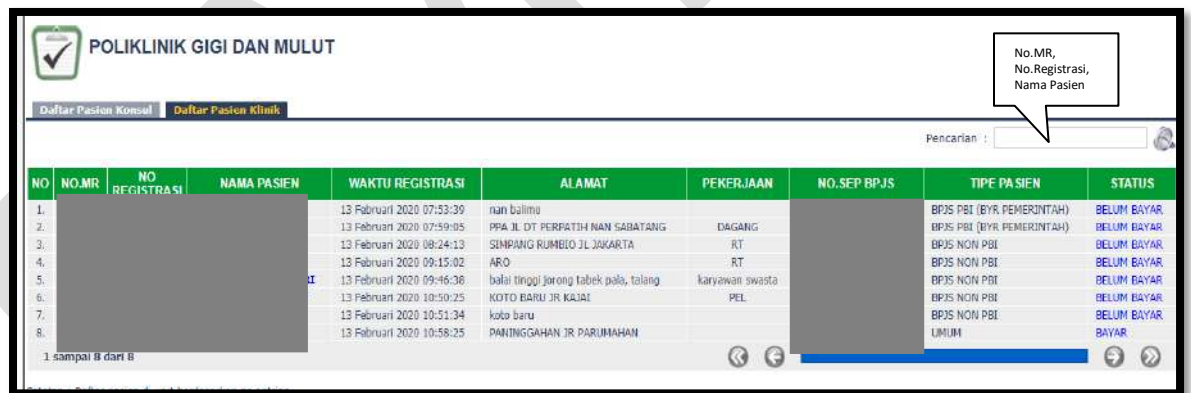 POLIKLINIK GIGI DAN MULUT
No.MR,
No.Registrasi,
Nama Pasien
Daftar Pasien Konsul Daftar Pasien Klinik
Pencarian :
NO NO.MR NO REGISTRASI NAMA PASIEN WAKTU REGISTRASI ALAMAT PEKERJAAN NO.SEP BPJS TIPE PASIEN STATUS
1. 13 Februari 2020 07:53:39 nan balimo BPJS PBI (BYR PEMERINTAH) BELUM BAYAR
2. 13 Februari 2020 07:59:05 PPA JL DT PERPATIH NAN SABATANG DAGANG BPJS PBI (BYR PEMERINTAH) BELUM BAYAR
3. 13 Februari 2020 08:24:13 SIMPANG RUMBIO JL JAKARTA RT BPJS NON PBI BELUM BAYAR
4. 13 Februari 2020 09:15:02 ARO RT BPJS NON PBI BELUM BAYAR
5. RI 13 Februari 2020 09:46:38 balai tinggi jorong tabek pala, talang karyawan swasta BPJS NON PBI BELUM BAYAR
6. 13 Februari 2020 10:50:25 KOTO BARU JR KAJAI PEL BPJS NON PBI BELUM BAYAR
7. 13 Februari 2020 10:51:34 koto baru BPJS NON PBI BELUM BAYAR
8. 13 Februari 2020 10:58:25 PANINGGAHAN JR PARUMAHAN UMUM BAYAR
1 sampai 8 dari 8